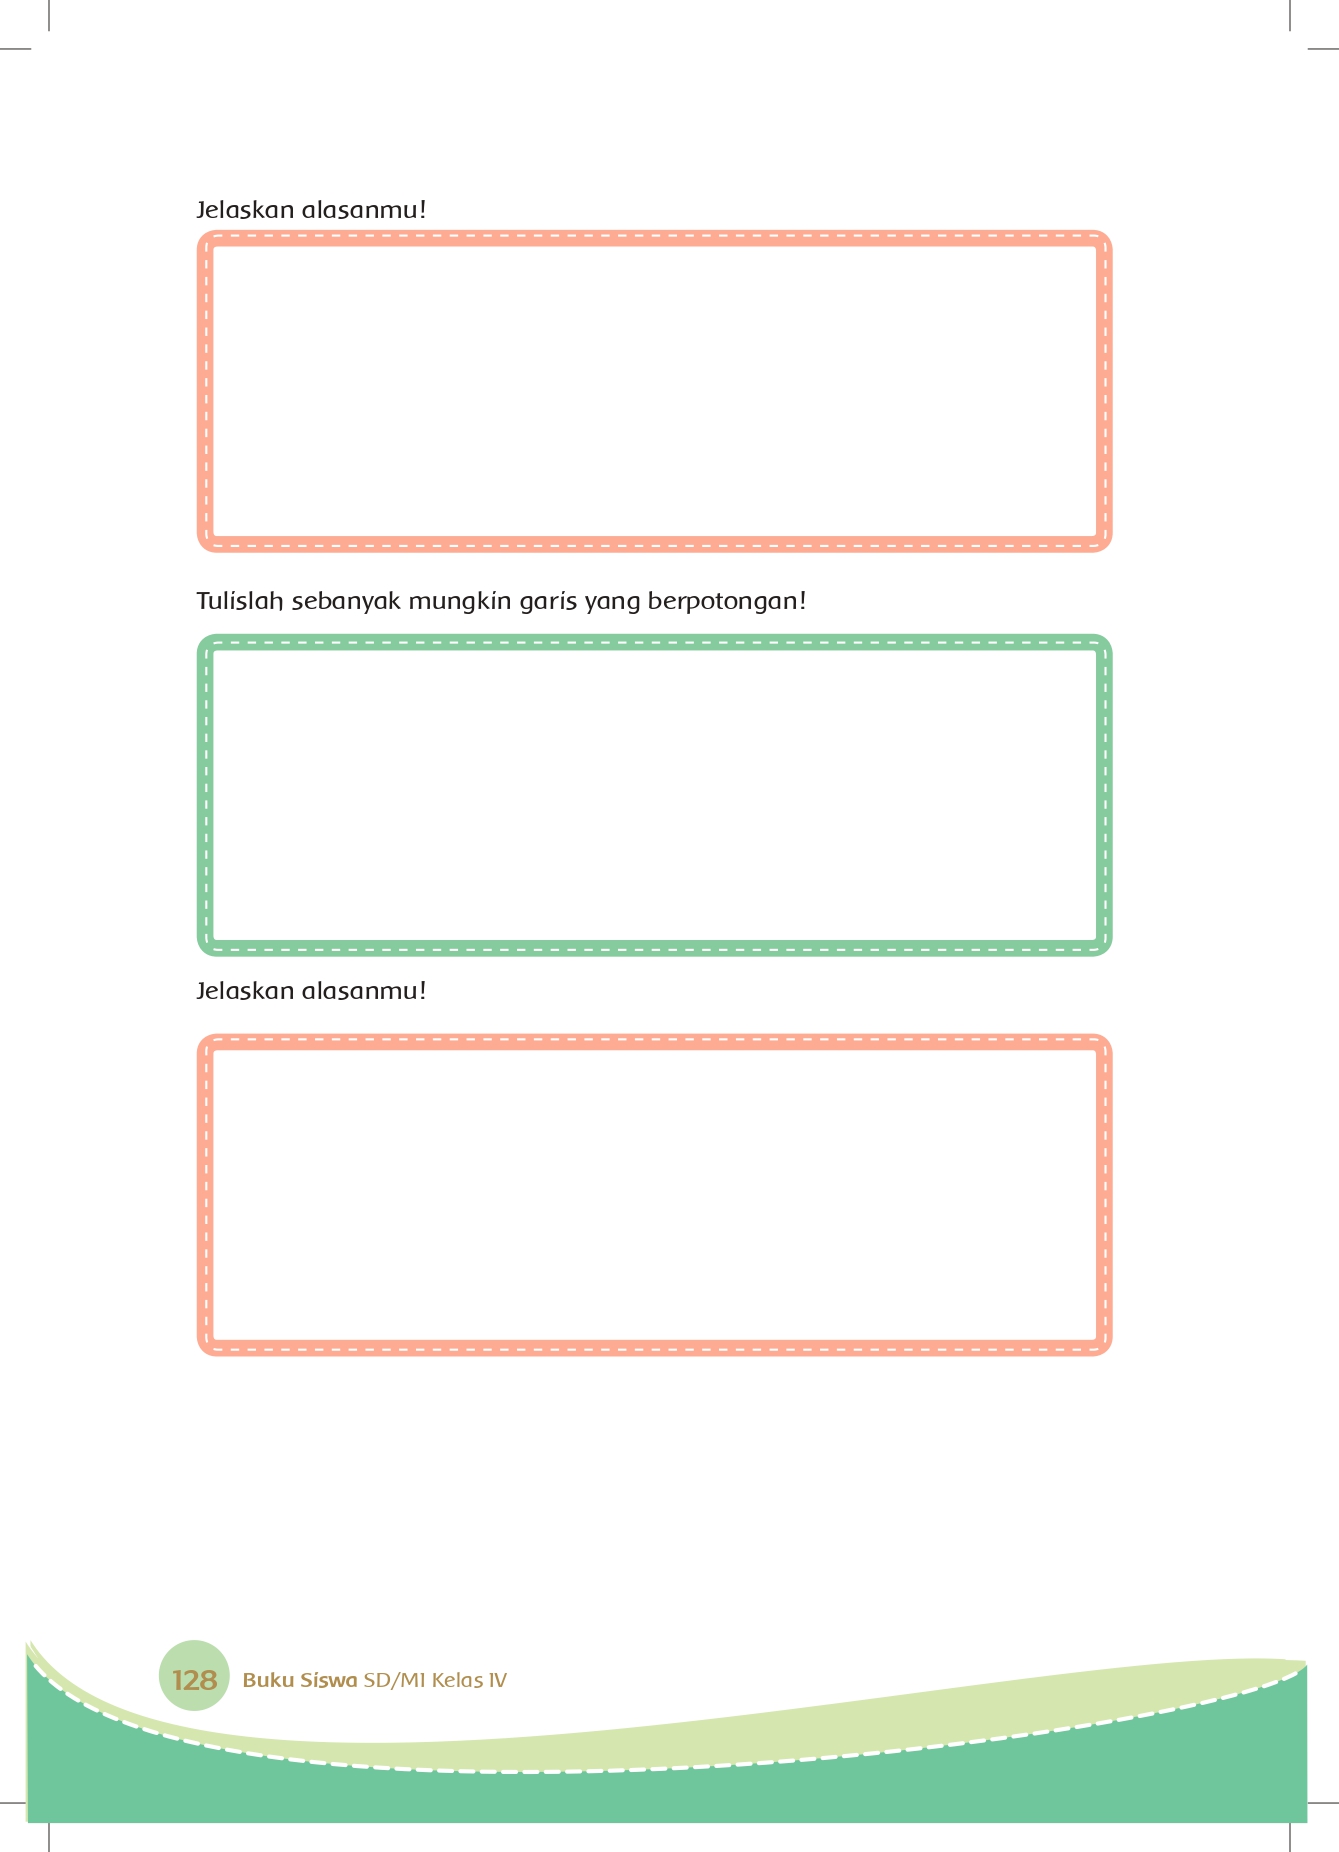 Jelaskan alasanmu!
Tulislah sebanyak mungkin garis yang berpotongan!
Jelaskan alasanmu!
128 Buku Siswa SD/MI Kelas IV